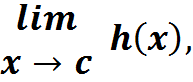 lim
x → c h(x),